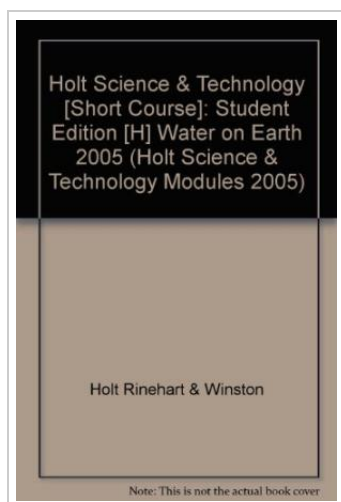 Holt Science & Technology
[Short Course]: Student
Edition [H] Water on Earth
2005 (Holt Science &
Technology Modules 2005)
Holt Rinehart & Winston
Note: This is not the actual book cover